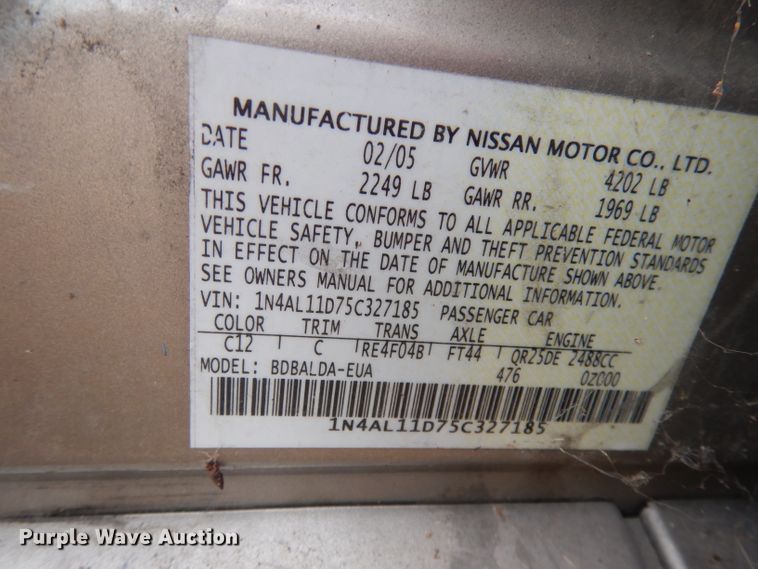 MANUFACTURED BY NISSAN MOTOR CO., LTD.
DATE 02/05 GVWR 4202 LB
GAWR FR. 2249 LB GAWR RR. 1969 LB
THIS VEHICLE CONFORMS TO ALL APPLICABLE FEDERAL MOTOR
VEHICLE SAFETY, BUMPER AND THEFT PREVENTION STANDARDS
IN EFFECT ON THE DATE OF MANUFACTURE SHOWN ABOVE.
SEE OWNERS MANUAL FOR ADDITIONAL INFORMATION.
VIN: 1N4AL11D75C327185 PASSENGER CAR
COLOR TRIM TRANS AXLE ENGINE
C12 C RE4F04B FT44 QR25DE 2488CC
MODEL: BDBALDA-EUA 476 0Z000
1N4AL11D75C327185
Purple Wave Auction